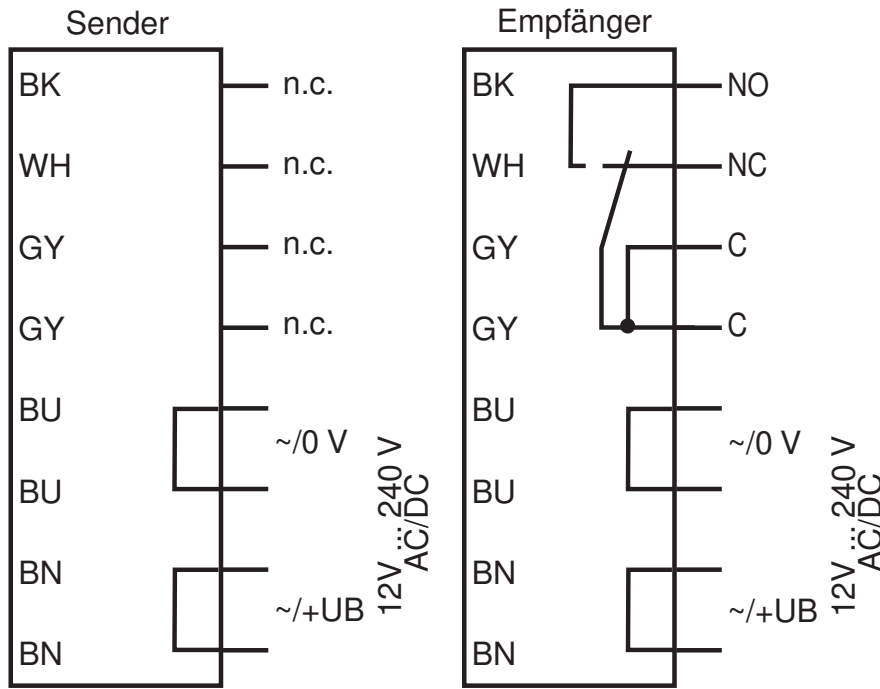 Sender
BK n.c.
WH n.c.
GY n.c.
GY n.c.
BU
~/0 V
BU
BN
~/+UB
BN
12V ... 240 V
AC/DC
Empfänger
BK NO
WH NC
GY C
GY C
BU
~/0 V
BU
BN
~/+UB
BN
12V ... 240 V
AC/DC